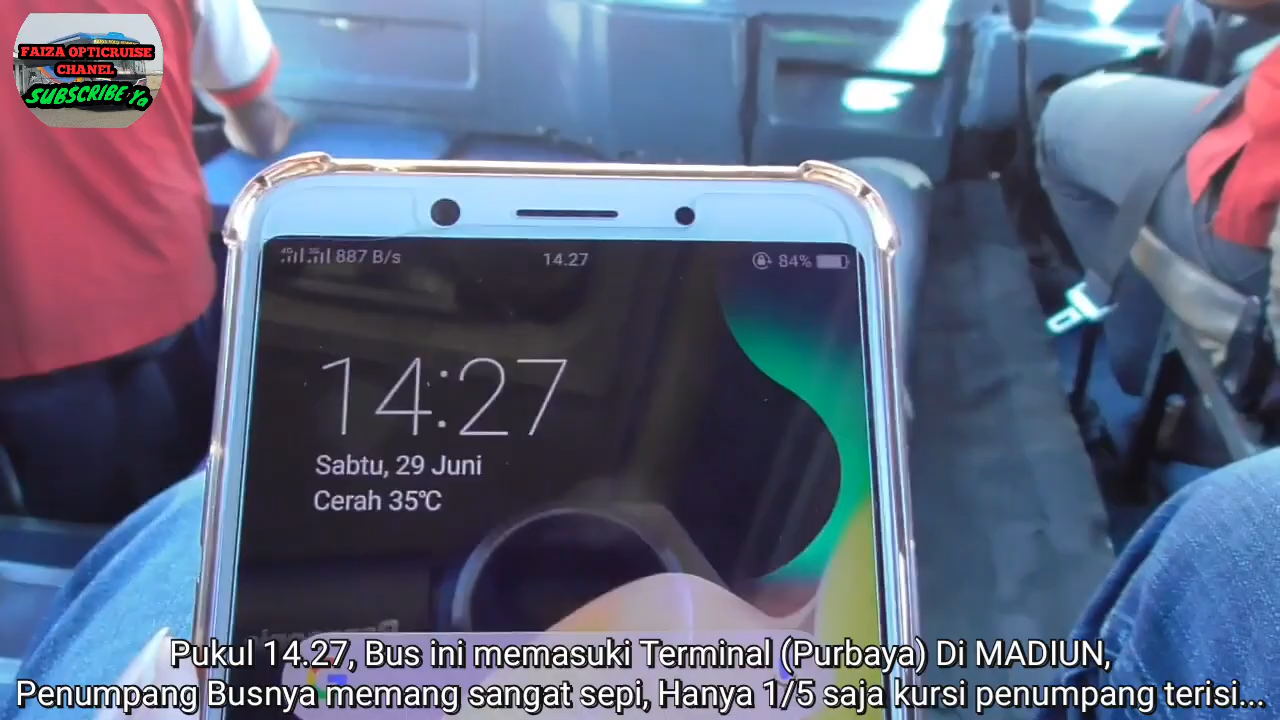 FAIZA OPTICRUISE
CHANEL
SUBSCRIBE Ya
887 B/s
14.27
84%
14:27
Sabtu, 29 Juni
Cerah 35℃
Pukul 14.27, Bus ini memasuki Terminal (Purbaya) Di MADIUN,
Penumpang Busnya memang sangat sepi, Hanya 1/5 saja kursi penumpang terisi...